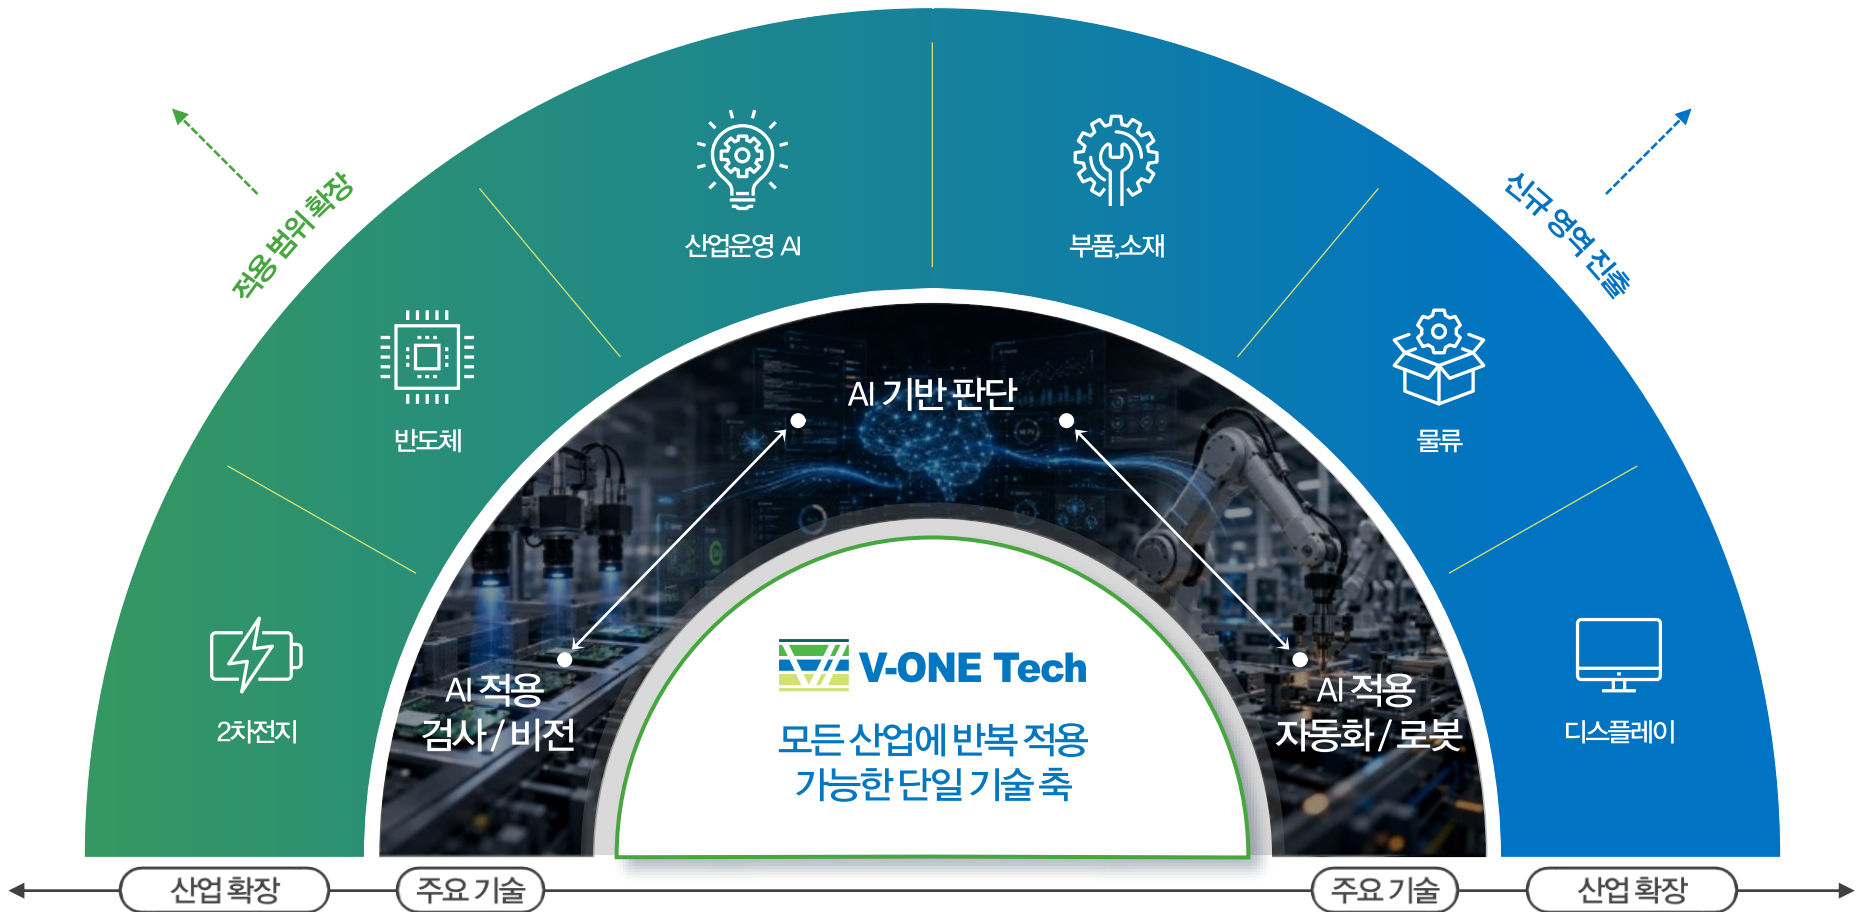 적용 범위 확장
신규 영역 진출
산업운영 AI
부품,소재
반도체
물류
2차전지
디스플레이
AI 기반 판단
AI 적용
검사 / 비전
AI 적용
자동화 / 로봇
V-ONE Tech
모든 산업에 반복 적용
가능한 단일 기술 축
산업 확장
주요 기술
주요 기술
산업 확장